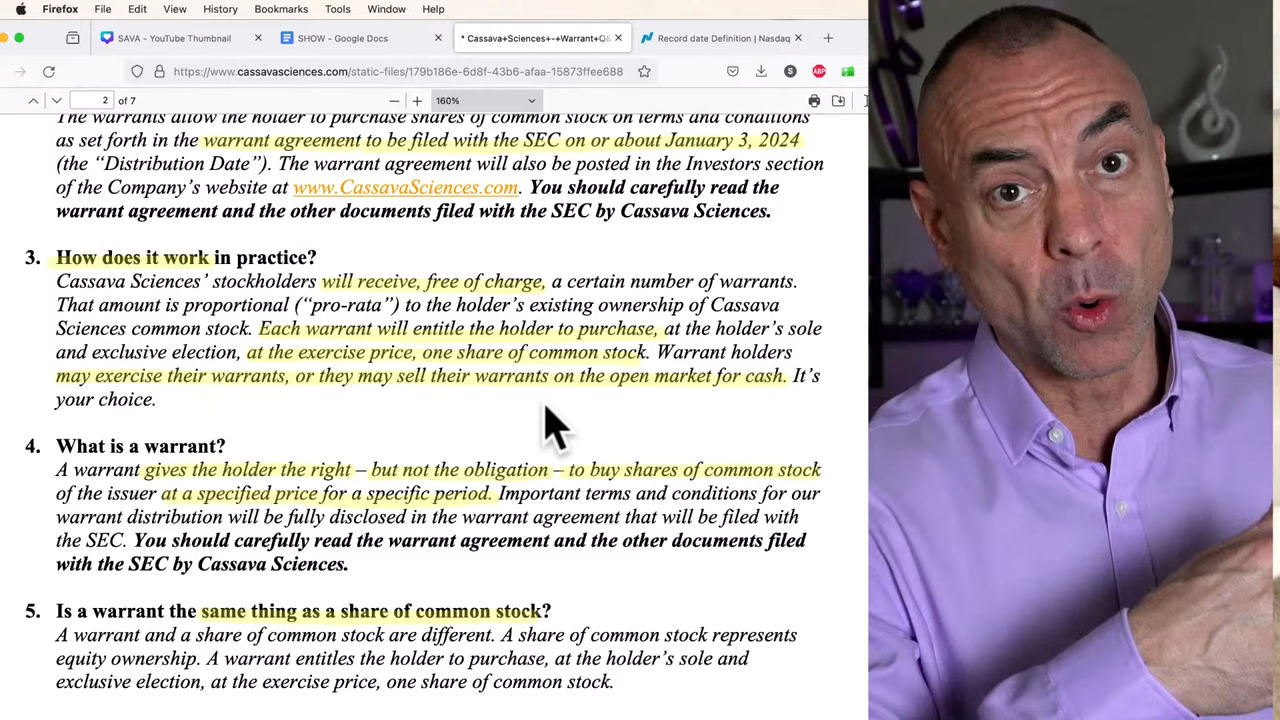 Firefox File Edit View History Bookmarks Tools Window Help
SAVA - YouTube Thumbnail
SHOW - Google Docs
* Cassava+Sciences+-+Warrant+Q&
Record date Definition | Nasdaq
https://www.cassavasciences.com/static-files/179b186e-6d8f-43b6-afaa-15873ffee688
S
ABP
2 of 7
160%
The warrants allow the holder to purchase shares of common stock on terms and conditions
as set forth in the warrant agreement to be filed with the SEC on or about January 3, 2024
(the “Distribution Date”). The warrant agreement will also be posted in the Investors section
of the Company’s website at www.CassavaSciences.com. You should carefully read the
warrant agreement and the other documents filed with the SEC by Cassava Sciences.
3. How does it work in practice?
Cassava Sciences’ stockholders will receive, free of charge, a certain number of warrants.
That amount is proportional (“pro-rata”) to the holder’s existing ownership of Cassava
Sciences common stock. Each warrant will entitle the holder to purchase, at the holder’s sole
and exclusive election, at the exercise price, one share of common stock. Warrant holders
may exercise their warrants, or they may sell their warrants on the open market for cash. It’s
your choice.
4. What is a warrant?
A warrant gives the holder the right – but not the obligation – to buy shares of common stock
of the issuer at a specified price for a specific period. Important terms and conditions for our
warrant distribution will be fully disclosed in the warrant agreement that will be filed with
the SEC. You should carefully read the warrant agreement and the other documents filed
with the SEC by Cassava Sciences.
5. Is a warrant the same thing as a share of common stock?
A warrant and a share of common stock are different. A share of common stock represents
equity ownership. A warrant entitles the holder to purchase, at the holder’s sole and
exclusive election, at the exercise price, one share of common stock.